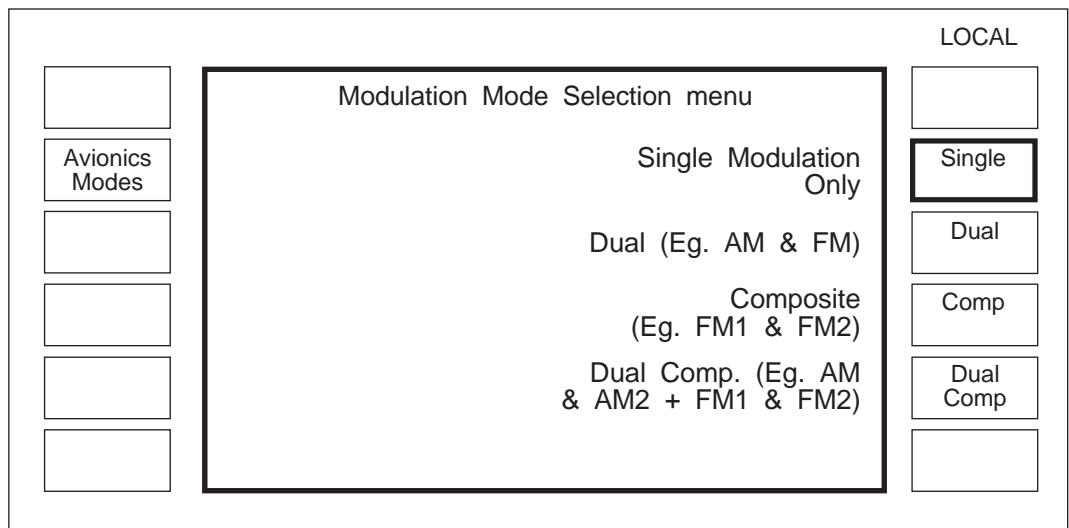 LOCAL
Modulation Mode Selection menu
Avionics
Modes
Single Modulation
Only
Single
Dual (Eg. AM & FM)
Dual
Composite
(Eg. FM1 & FM2)
Comp
Dual Comp. (Eg. AM
& AM2 + FM1 & FM2)
Dual
Comp